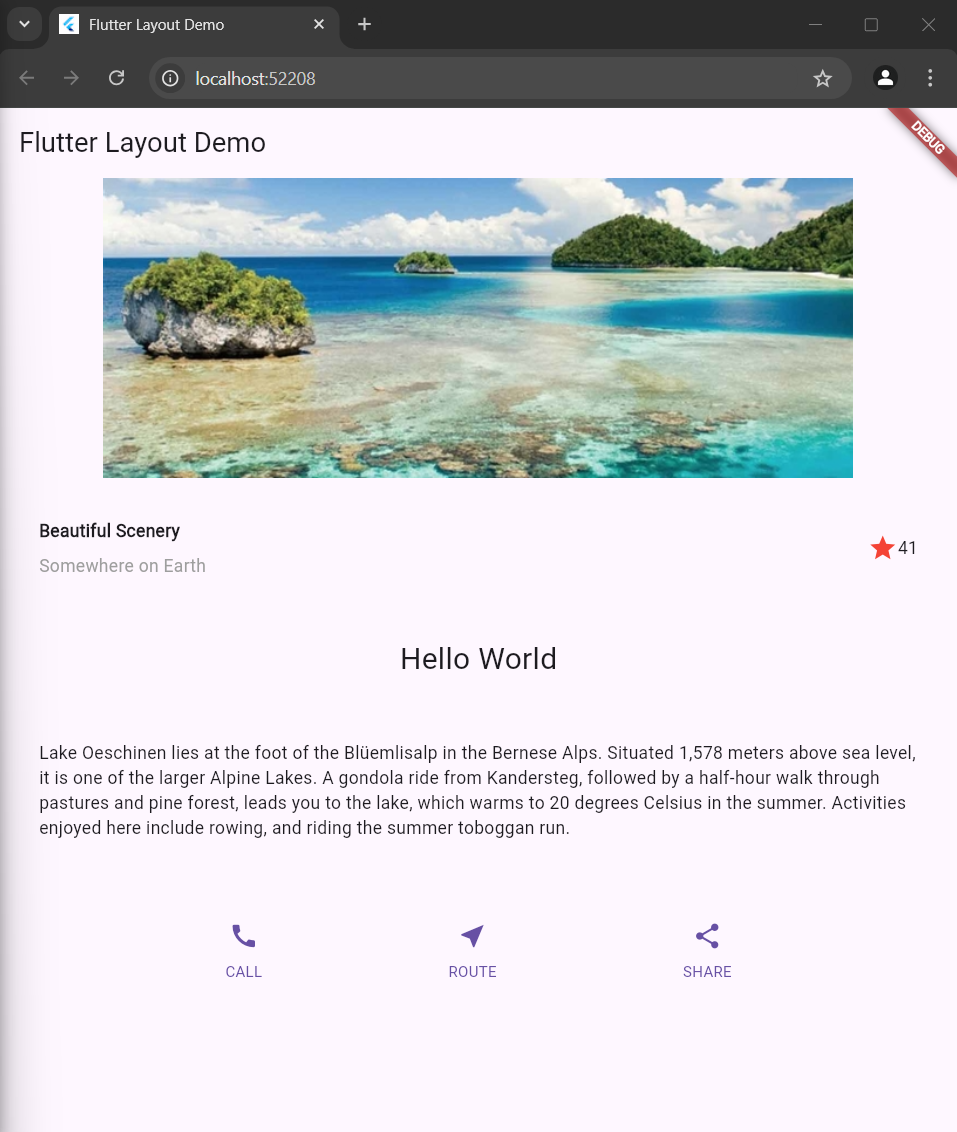 Flutter Layout Demo
localhost:52208
Flutter Layout Demo
DEBUG
Beautiful Scenery
Somewhere on Earth
41
Hello World
Lake Oeschinen lies at the foot of the Blüemlisalp in the Bernese Alps. Situated 1,578 meters above sea level,
it is one of the larger Alpine Lakes. A gondola ride from Kandersteg, followed by a half-hour walk through
pastures and pine forest, leads you to the lake, which warms to 20 degrees Celsius in the summer. Activities
enjoyed here include rowing, and riding the summer toboggan run.
CALL ROUTE SHARE